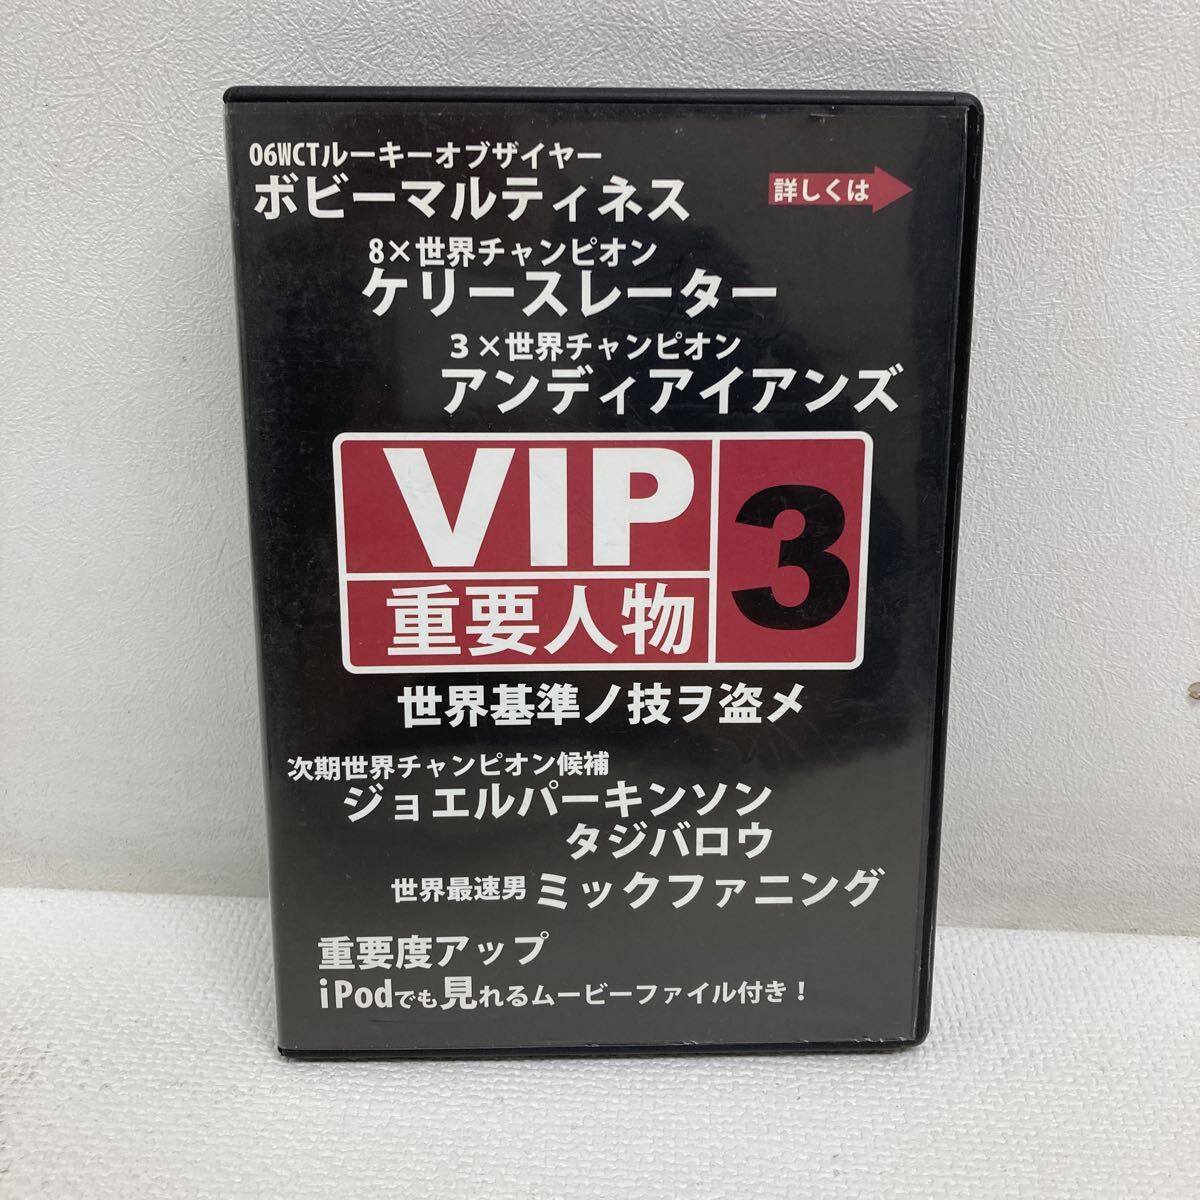 06WCTルーキーオブザイヤー
ボビーマルティネス
詳しくは
8×世界チャンピオン
ケリースレーター
3×世界チャンピオン
アンディアイアンズ
VIP
3
重要人物
世界基準ノ技ヲ盗メ
次期世界チャンピオン候補
ジョエルパーキンソン
タジバロウ
世界最速男 ミックファニング
重要度アップ
iPodでも見れるムービーファイル付き!